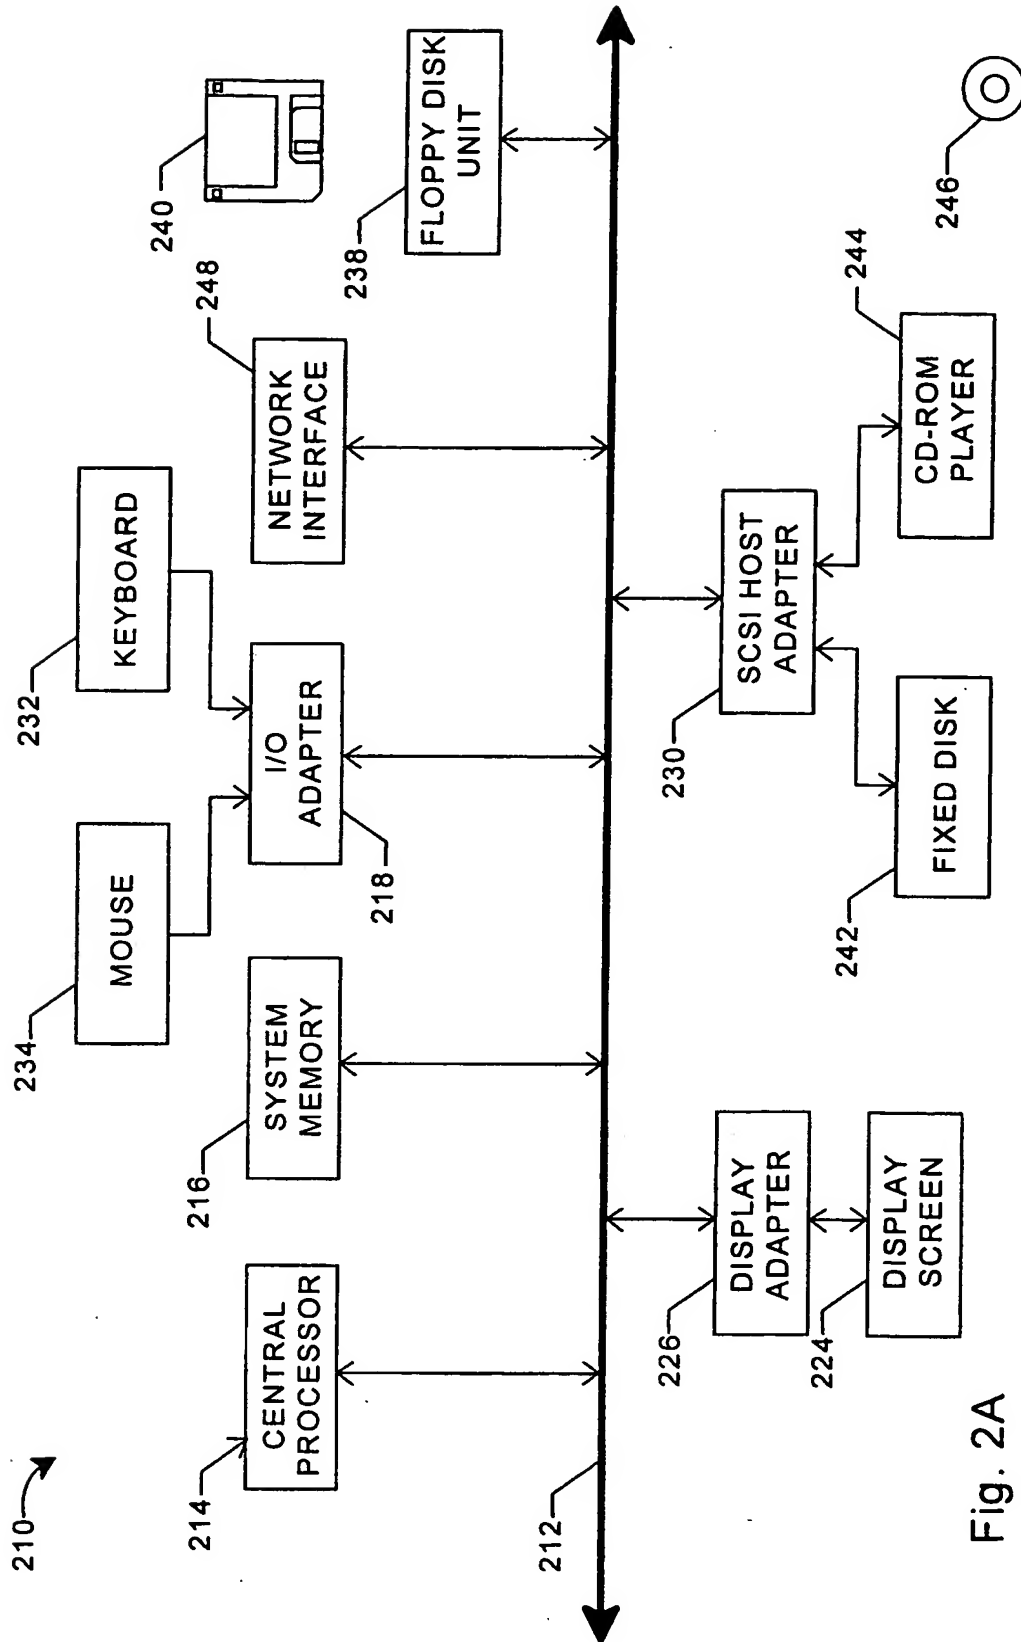 210
234
MOUSE
232
KEYBOARD
240
214
CENTRAL
PROCESSOR
216
SYSTEM
MEMORY
218
I/O
ADAPTER
248
NETWORK
INTERFACE
238
FLOPPY DISK
UNIT
212
226
DISPLAY
ADAPTER
230
SCSI HOST
ADAPTER
224
DISPLAY
SCREEN
242
FIXED DISK
244
CD-ROM
PLAYER
246
Fig. 2A